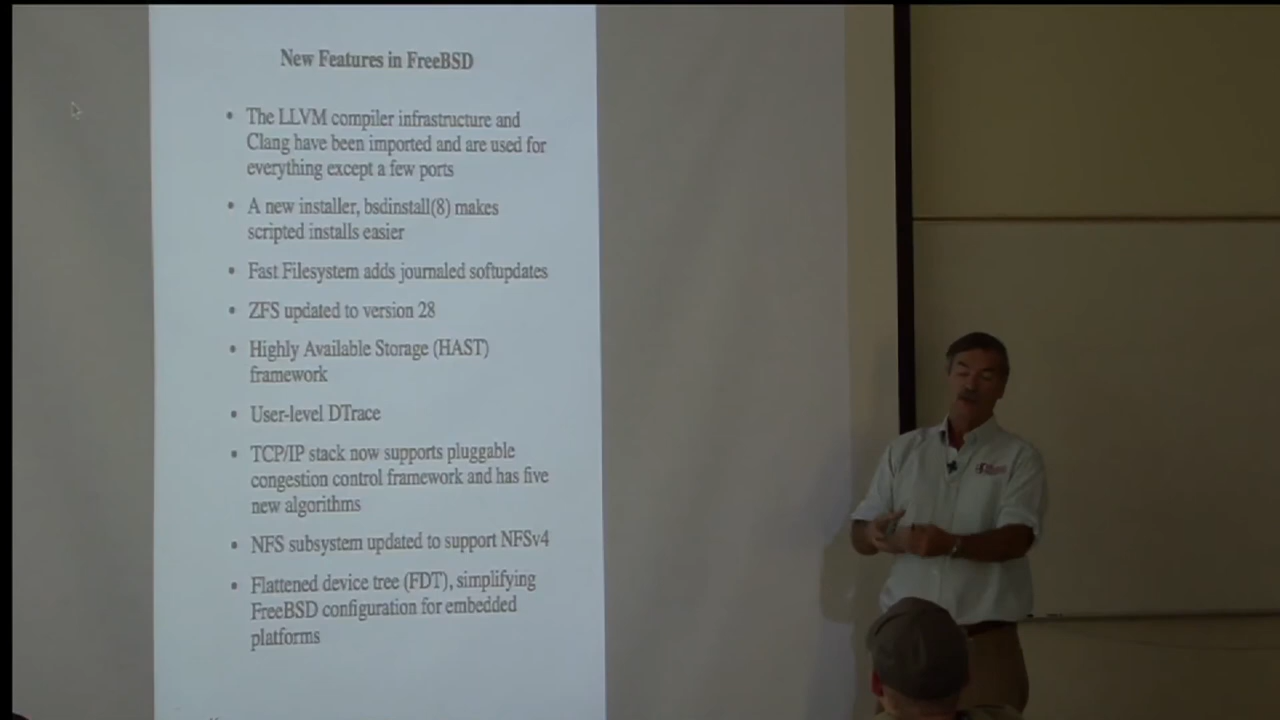 New Features in FreeBSD
• The LLVM compiler infrastructure and
Clang have been imported and are used for
everything except a few ports
• A new installer, bsdinstall(8) makes
scripted installs easier
• Fast Filesystem adds journaled softupdates
• ZFS updated to version 28
• Highly Available Storage (HAST)
framework
• User-level DTrace
• TCP/IP stack now supports pluggable
congestion control framework and has five
new algorithms
• NFS subsystem updated to support NFSv4
• Flattened device tree (FDT), simplifying
FreeBSD configuration for embedded
platforms